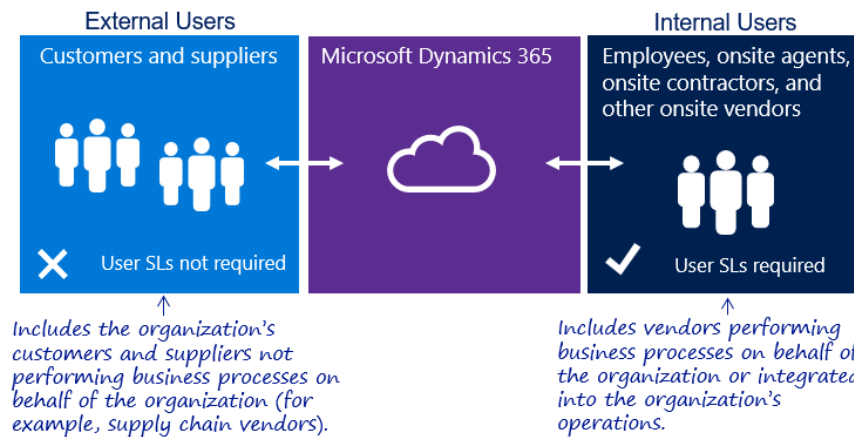 External Users
Customers and suppliers
User SLs not required
Includes the organization's
customers and suppliers not
performing business processes on
behalf of the organization (for
example, supply chain vendors).
Microsoft Dynamics 365
Internal Users
Employees, onsite agents,
onsite contractors, and
other onsite vendors
User SLs required
Includes vendors performing
business processes on behalf of
the organization or integrated
into the organization's
operations.